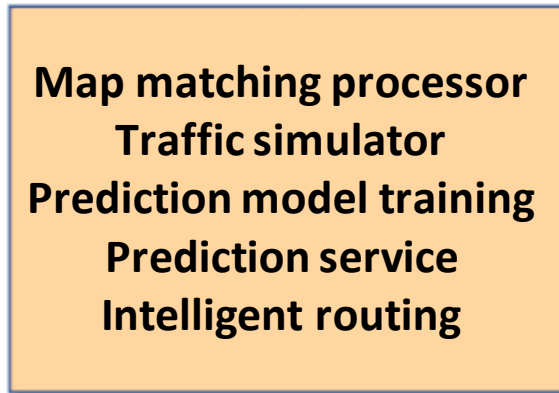 Map matching processor
Traffic simulator
Prediction model training
Prediction service
Intelligent routing